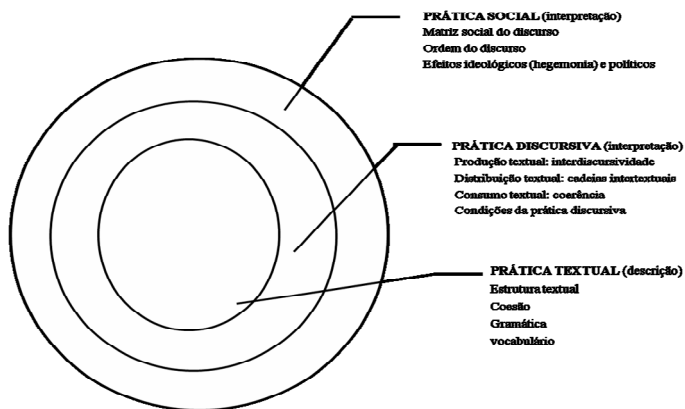 PRÁTICA SOCIAL (interpretação)
Matriz social do discurso
Ordem do discurso
Efeitos ideológicos (hegemonia) e políticos
PRÁTICA DISCURSIVA (interpretação)
Produção textual: interdiscursividade
Distribuição textual: cadeias intertextuais
Consumo textual: coerência
Condições da prática discursiva
PRÁTICA TEXTUAL (descrição)
Estrutura textual
Coesão
Gramática
vocabulário